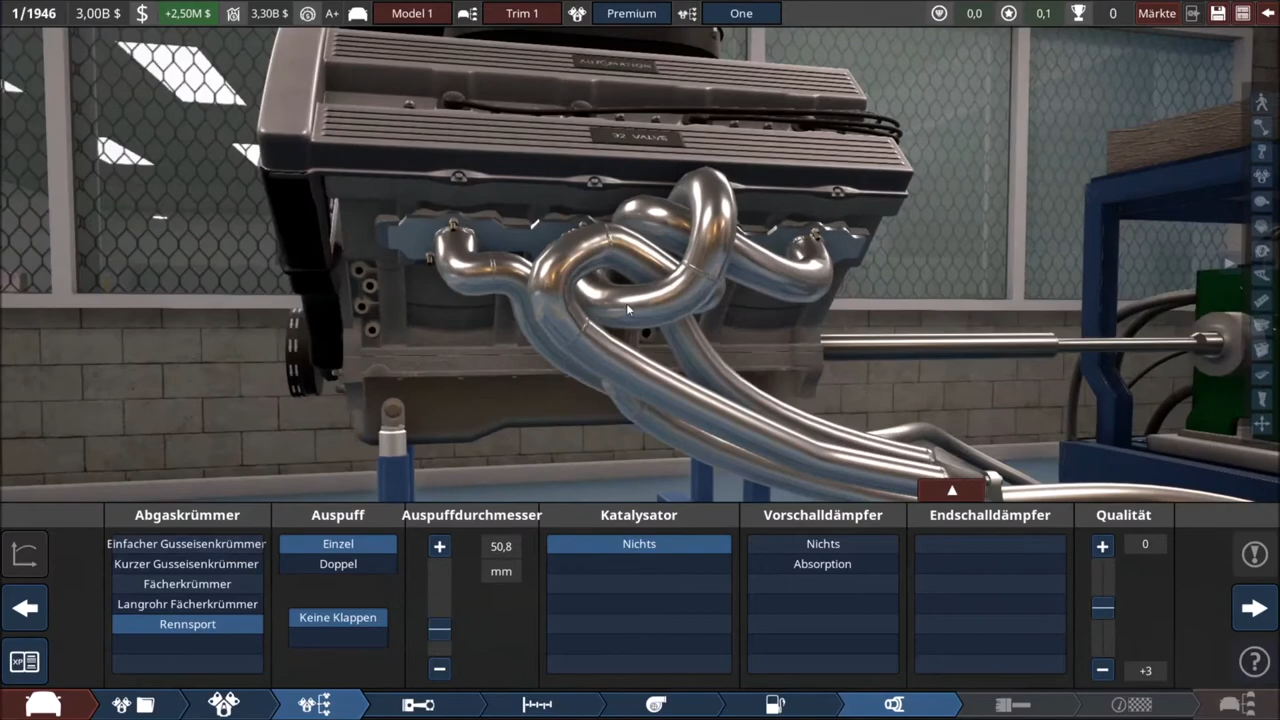 1/1946 3,00B $ $ +2,50M $ 3,30B $ A+ Model 1 Trim 1 Premium One 0,0 0,1 0 Märkte
AUTOMATION
32 VALVE
Abgaskrümmer Auspuff Auspuffdurchmesser Katalysator Vorschalldämpfer Endschalldämpfer Qualität
Einfacher Gusseisenkrümmer Einzel + 50,8 Nichts Nichts + 0
Kurzer Gusseisenkrümmer Doppel mm Absorption
Fächerkrümmer
Langrohr Fächerkrümmer Keine Klappen
Rennsport
XP − − +3 ?